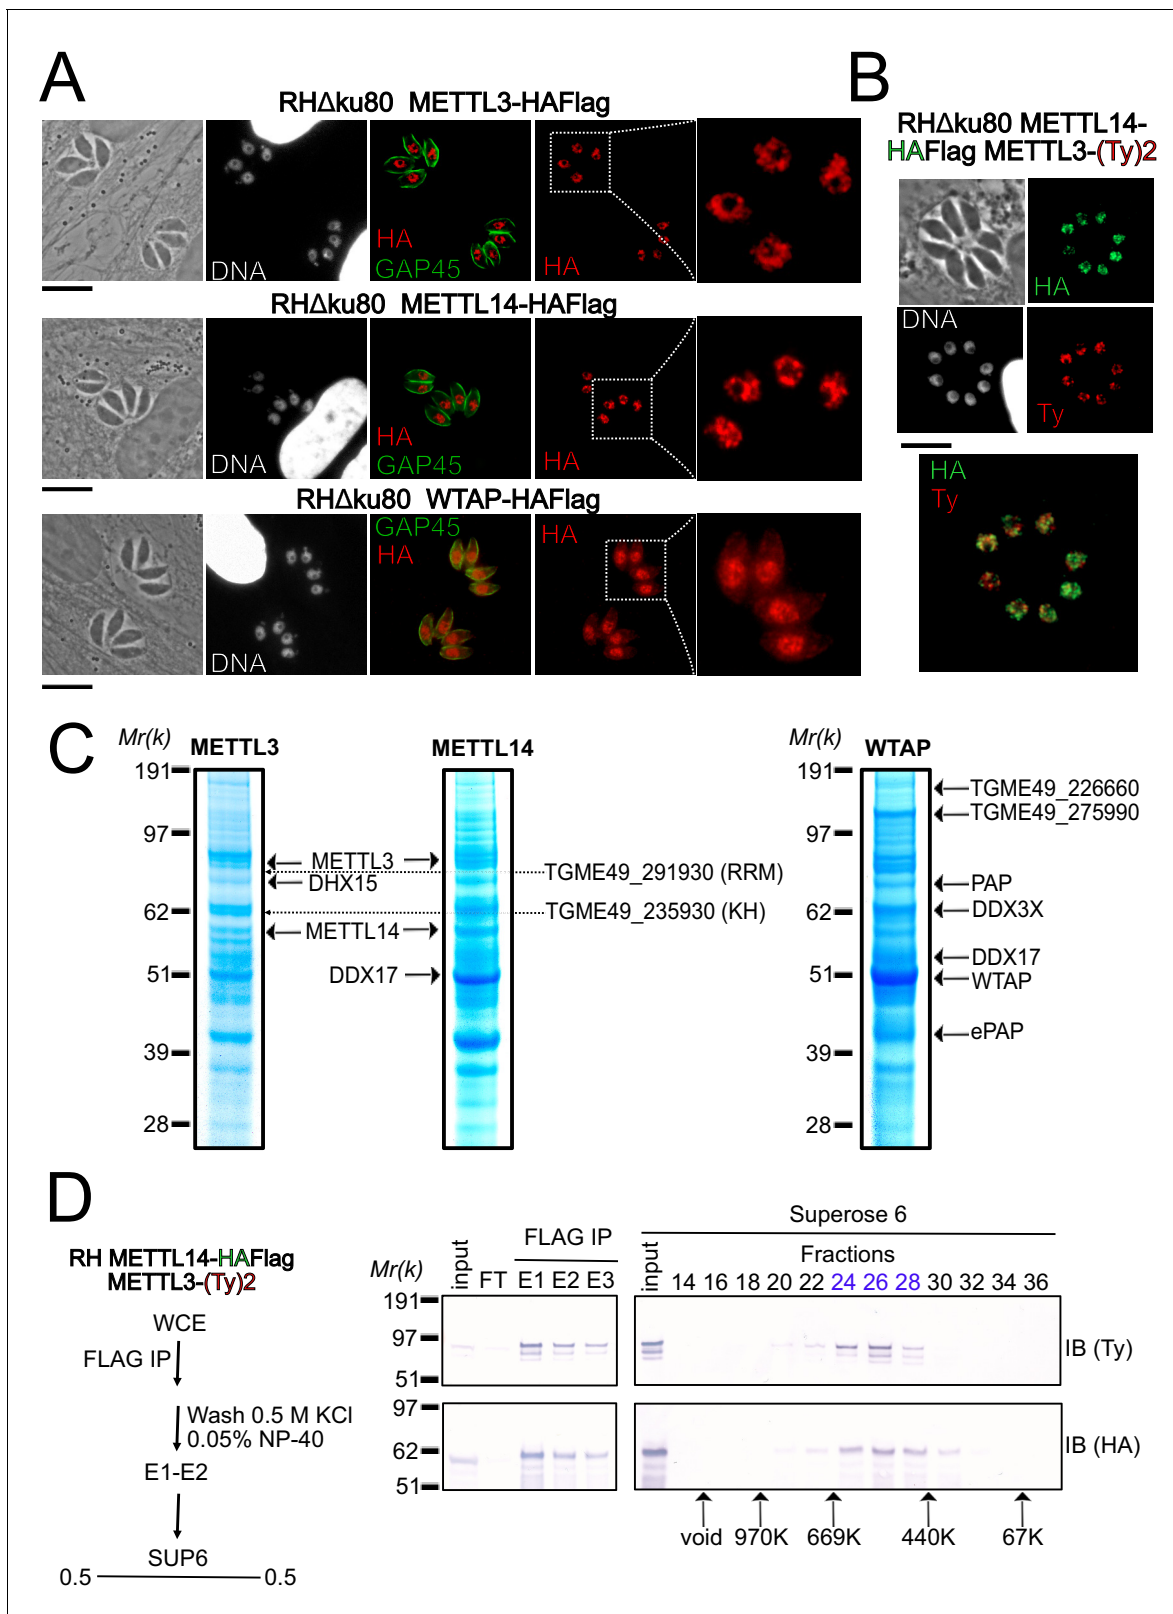 A
RHΔku80 METTL3-HAFlag
DNA
HA
GAP45
HA
RHΔku80 METTL14-HAFlag
DNA
HA
GAP45
HA
RHΔku80 WTAP-HAFlag
DNA
GAP45
HA
HA
B
RHΔku80 METTL14-
HAFlag METTL3-(Ty)2
HA
DNA
Ty
HA
Ty
C
Mr(k) METTL3 METTL14
191
97
62
51
39
28
METTL3
DHX15
METTL14
DDX17
TGME49_291930 (RRM)
TGME49_235930 (KH)
Mr(k) WTAP
191
97
62
51
39
28
TGME49_226660
TGME49_275990
PAP
DDX3X
DDX17
WTAP
ePAP
D
RH METTL14-HAFlag
METTL3-(Ty)2
WCE
FLAG IP
Wash 0.5 M KCl
0.05% NP-40
E1-E2
SUP6
0.5 0.5
Mr(k)
input
FT
FLAG IP
E1 E2 E3
Superose 6
Fractions
input
14 16 18 20 22 24 26 28 30 32 34 36
191
97
51
IB (Ty)
97
62
51
IB (HA)
void 970K 669K 440K 67K